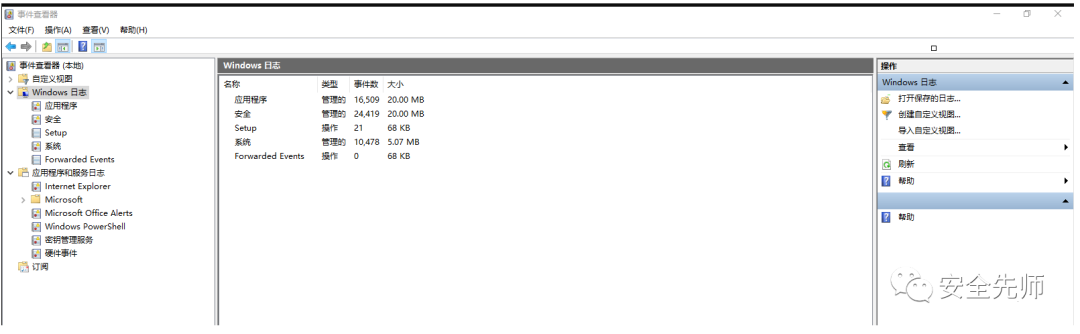 事件查看器
文件(F) 操作(A) 查看(V) 帮助(H)
事件查看器 (本地)
自定义视图
Windows 日志
应用程序
安全
Setup
系统
Forwarded Events
应用程序和服务日志
Internet Explorer
Microsoft
Microsoft Office Alerts
Windows PowerShell
密钥管理服务
硬件事件
订阅
Windows 日志
名称 类型 事件数 大小
应用程序 管理的 16,509 20.00 MB
安全 管理的 24,419 20.00 MB
Setup 操作 21 68 KB
系统 管理的 10,478 5.07 MB
Forwarded Events 操作 0 68 KB
操作
Windows 日志
打开保存的日志...
创建自定义视图...
导入自定义视图...
查看
刷新
帮助
帮助
安全先师